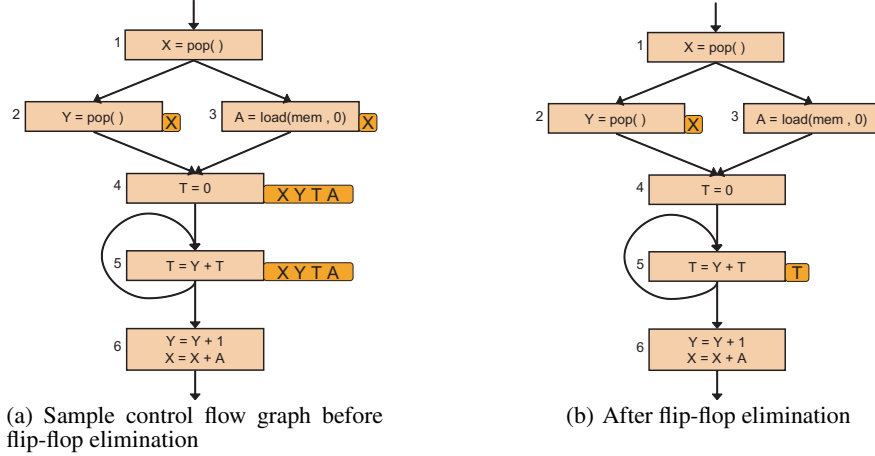 1
X = pop( )
2
Y = pop( )
X
3
A = load(mem , 0)
X
4
T = 0
X Y T A
5
T = Y + T
X Y T A
6
Y = Y + 1
X = X + A
(a) Sample control flow graph before
flip-flop elimination
1
X = pop( )
2
Y = pop( )
X
3
A = load(mem , 0)
4
T = 0
5
T = Y + T
T
6
Y = Y + 1
X = X + A
(b) After flip-flop elimination